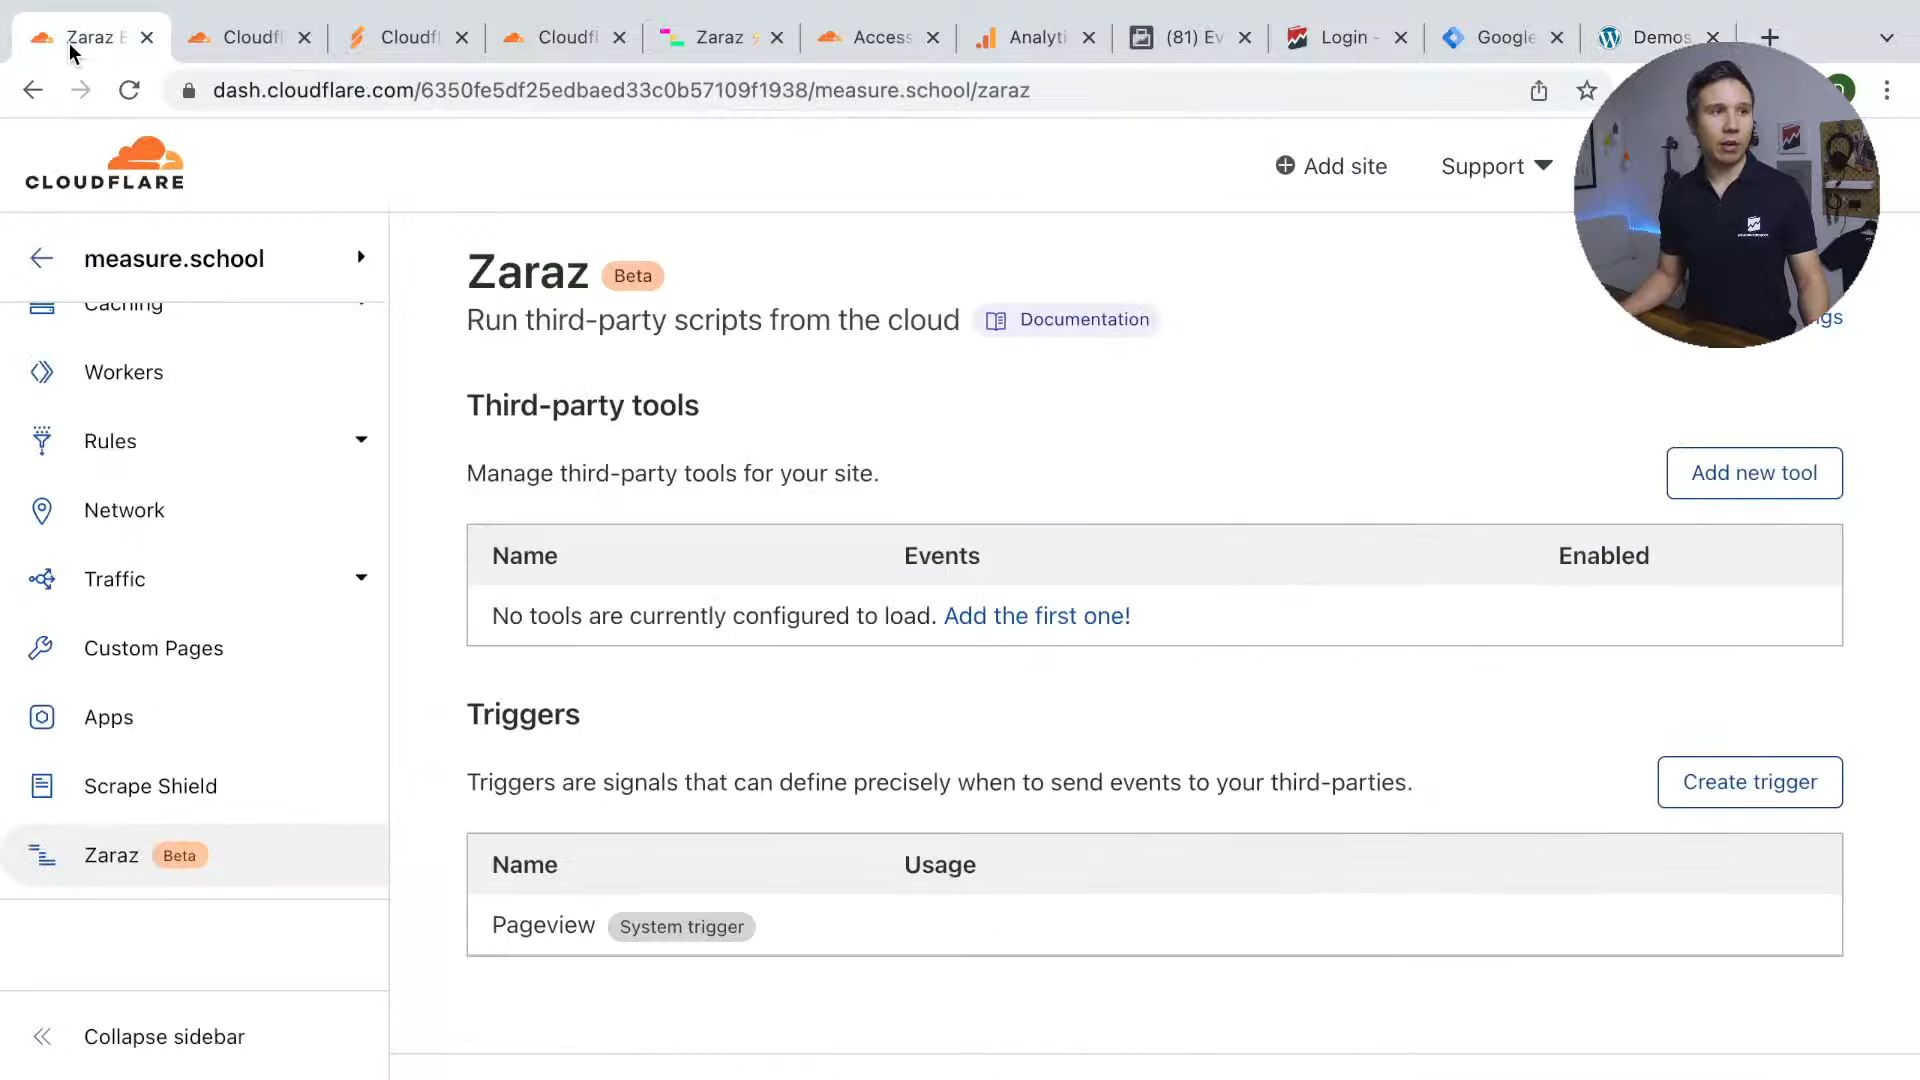 Zaraz
Cloudfl
Cloudfl
Cloudfl
Zaraz
Access
Analyti
(81) Ev
Login -
Google
Demos
dash.cloudflare.com/6350fe5df25edbaed33c0b57109f1938/measure.school/zaraz
CLOUDFLARE
Add site
Support
measure.school
Caching
Workers
Rules
Network
Traffic
Custom Pages
Apps
Scrape Shield
Zaraz Beta
Collapse sidebar
Zaraz Beta
Run third-party scripts from the cloud
Documentation
Third-party tools
Manage third-party tools for your site.
Add new tool
Name Events Enabled
No tools are currently configured to load. Add the first one!
Triggers
Triggers are signals that can define precisely when to send events to your third-parties.
Create trigger
Name Usage
Pageview System trigger